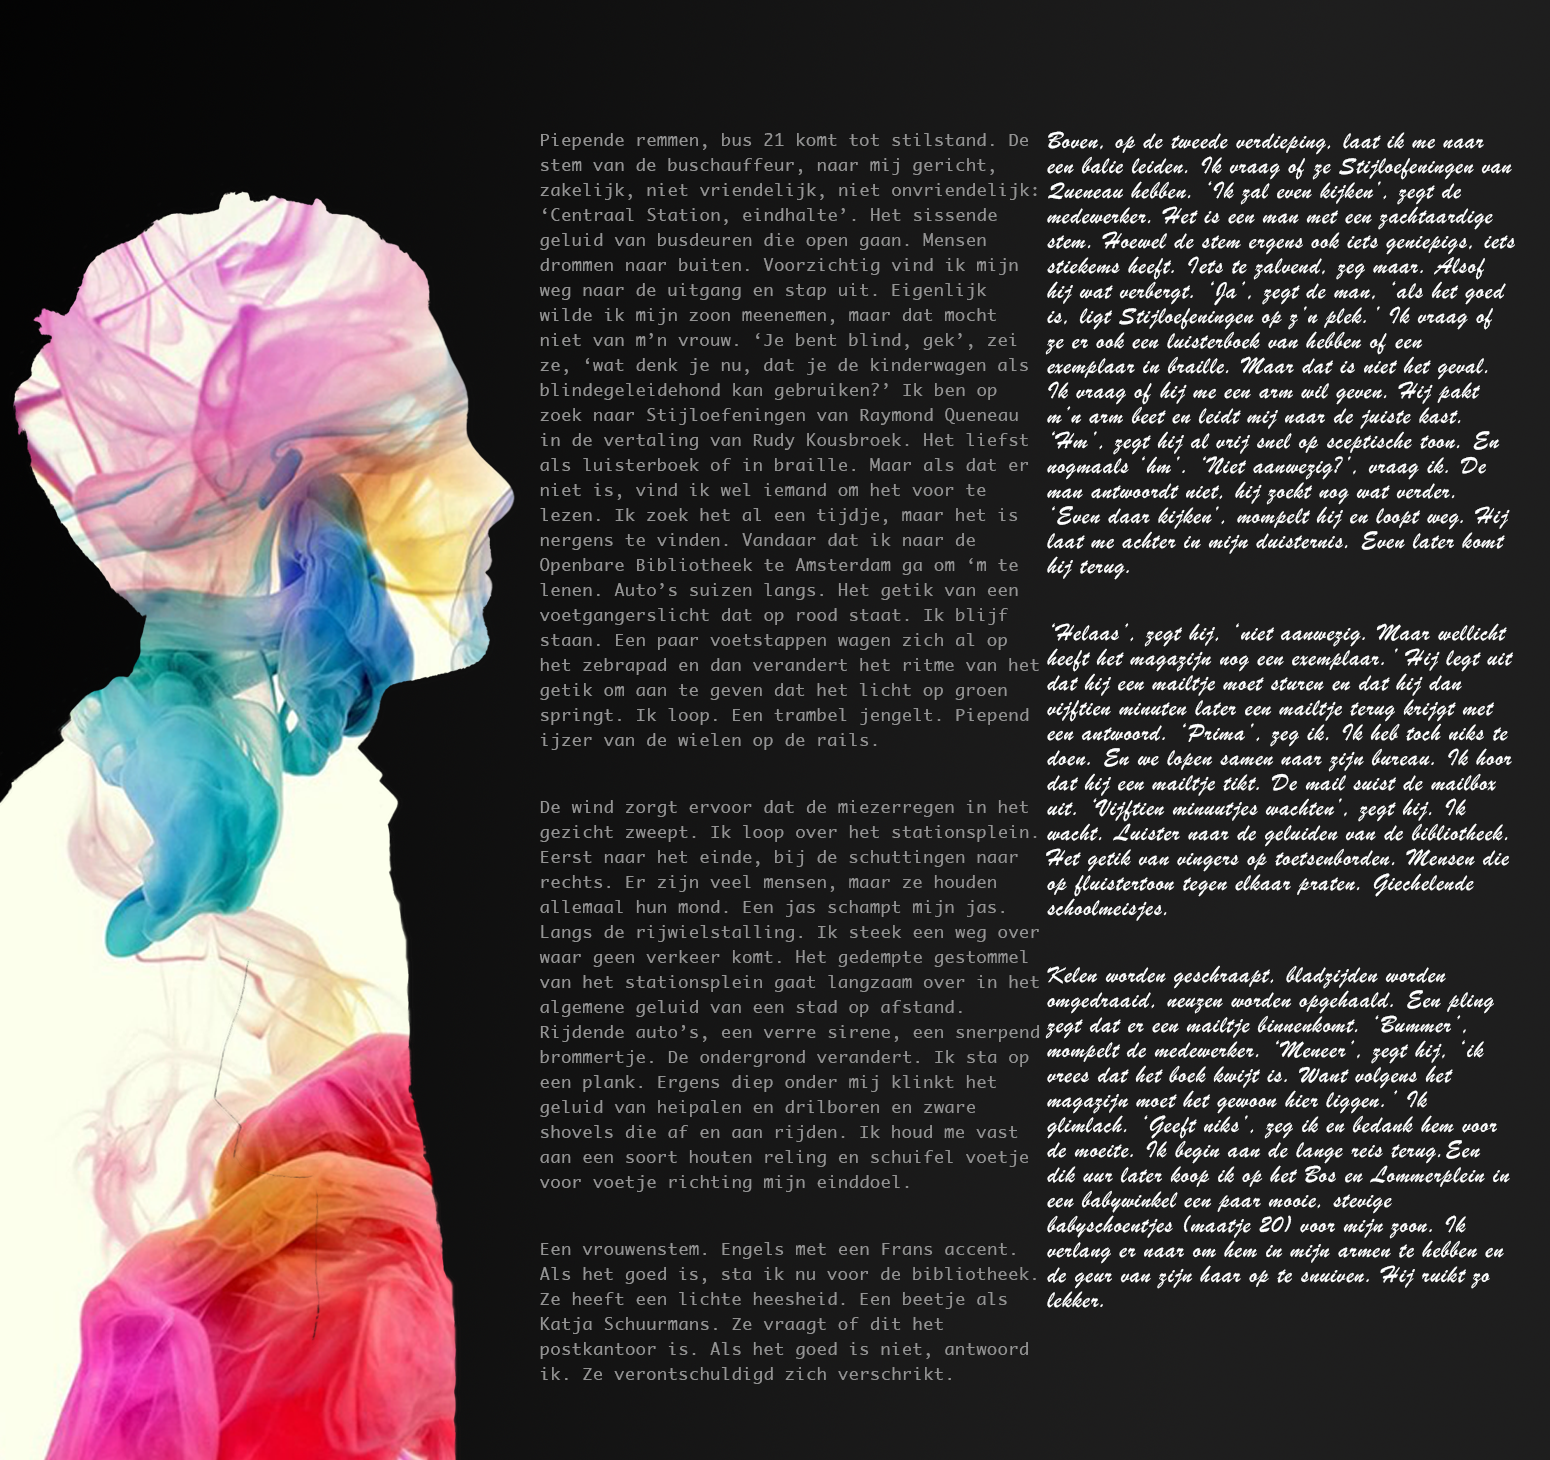 Piepende remmen, bus 21 komt tot stilstand. De
stem van de buschauffeur, naar mij gericht,
zakelijk, niet vriendelijk, niet onvriendelijk:
‘Centraal Station, eindhalte’. Het sissende
geluid van busdeuren die open gaan. Mensen
drommen naar buiten. Voorzichtig vind ik mijn
weg naar de uitgang en stap uit. Eigenlijk
wilde ik mijn zoon meenemen, maar dat mocht
niet van m’n vrouw. ‘Je bent blind, gek’, zei
ze, ‘wat denk je nu, dat je de kinderwagen als
blindegeleidehond kan gebruiken?’ Ik ben op
zoek naar Stijloefeningen van Raymond Queneau
in de vertaling van Rudy Kousbroek. Het liefst
als luisterboek of in braille. Maar als dat er
niet is, vind ik wel iemand om het voor te
lezen. Ik zoek het al een tijdje, maar het is
nergens te vinden. Vandaar dat ik naar de
Openbare Bibliotheek te Amsterdam ga om ‘m te
lenen. Auto’s suizen langs. Het getik van een
voetgangerslicht dat op rood staat. Ik blijf
staan. Een paar voetstappen wagen zich al op
het zebrapad en dan verandert het ritme van het
getik om aan te geven dat het licht op groen
springt. Ik loop. Een trambel jengelt. Piepend
ijzer van de wielen op de rails.
De wind zorgt ervoor dat de miezerregen in het
gezicht zweept. Ik loop over het stationsplein.
Eerst naar het einde, bij de schuttingen naar
rechts. Er zijn veel mensen, maar ze houden
allemaal hun mond. Een jas schampt mijn jas.
Langs de rijwielstalling. Ik steek een weg over
waar geen verkeer komt. Het gedempte gestommel
van het stationsplein gaat langzaam over in het
algemene geluid van een stad op afstand.
Rijdende auto’s, een verre sirene, een snerpend
brommertje. De ondergrond verandert. Ik sta op
een plank. Ergens diep onder mij klinkt het
geluid van heipalen en drilboren en zware
shovels die af en aan rijden. Ik houd me vast
aan een soort houten reling en schuifel voetje
voor voetje richting mijn einddoel.
Een vrouwenstem. Engels met een Frans accent.
Als het goed is, sta ik nu voor de bibliotheek.
Ze heeft een lichte heesheid. Een beetje als
Katja Schuurmans. Ze vraagt of dit het
postkantoor is. Als het goed is niet, antwoord
ik. Ze verontschuldigd zich verschrikt.
Boven, op de tweede verdieping, laat ik me naar
een balie leiden. Ik vraag of ze Stijloefeningen van
Queneau hebben. ‘Ik zal even kijken’, zegt de
medewerker. Het is een man met een zachtaardige
stem. Hoewel de stem ergens ook iets geniepigs, iets
stiekems heeft. Iets te zalvend, zeg maar. Alsof
hij wat verbergt. ‘Ja’, zegt de man, ‘als het goed
is, ligt Stijloefeningen op z’n plek.’ Ik vraag of
ze er ook een luisterboek van hebben of een
exemplaar in braille. Maar dat is niet het geval.
Ik vraag of hij me een arm wil geven. Hij pakt
m’n arm beet en leidt mij naar de juiste kast.
‘Hm’, zegt hij al vrij snel op sceptische toon. En
nogmaals ‘hm’. ‘Niet aanwezig?’, vraag ik. De
man antwoordt niet, hij zoekt nog wat verder.
‘Even daar kijken’, mompelt hij en loopt weg. Hij
laat me achter in mijn duisternis. Even later komt
hij terug.
‘Helaas’, zegt hij, ‘niet aanwezig. Maar wellicht
heeft het magazijn nog een exemplaar.’ Hij legt uit
dat hij een mailtje moet sturen en dat hij dan
vijftien minuten later een mailtje terug krijgt met
een antwoord. ‘Prima’, zeg ik. Ik heb toch niks te
doen. En we lopen samen naar zijn bureau. Ik hoor
dat hij een mailtje tikt. De mail suist de mailbox
uit. ‘Vijftien minuutjes wachten’, zegt hij. Ik
wacht. Luister naar de geluiden van de bibliotheek.
Het getik van vingers op toetsenborden. Mensen die
op fluistertoon tegen elkaar praten. Giechelende
schoolmeisjes.
Kelen worden geschraapt, bladzijden worden
omgedraaid, neuzen worden opgehaald. Een pling
zegt dat er een mailtje binnenkomt. ‘Bummer’,
mompelt de medewerker. ‘Meneer’, zegt hij, ‘ik
vrees dat het boek kwijt is. Want volgens het
magazijn moet het gewoon hier liggen.’ Ik
glimlach. ‘Geeft niks’, zeg ik en bedank hem voor
de moeite. Ik begin aan de lange reis terug.Een
dik uur later koop ik op het Bos en Lommerplein in
een babywinkel een paar mooie, stevige
babyschoentjes (maatje 20) voor mijn zoon. Ik
verlang er naar om hem in mijn armen te hebben en
de geur van zijn haar op te snuiven. Hij ruikt zo
lekker.